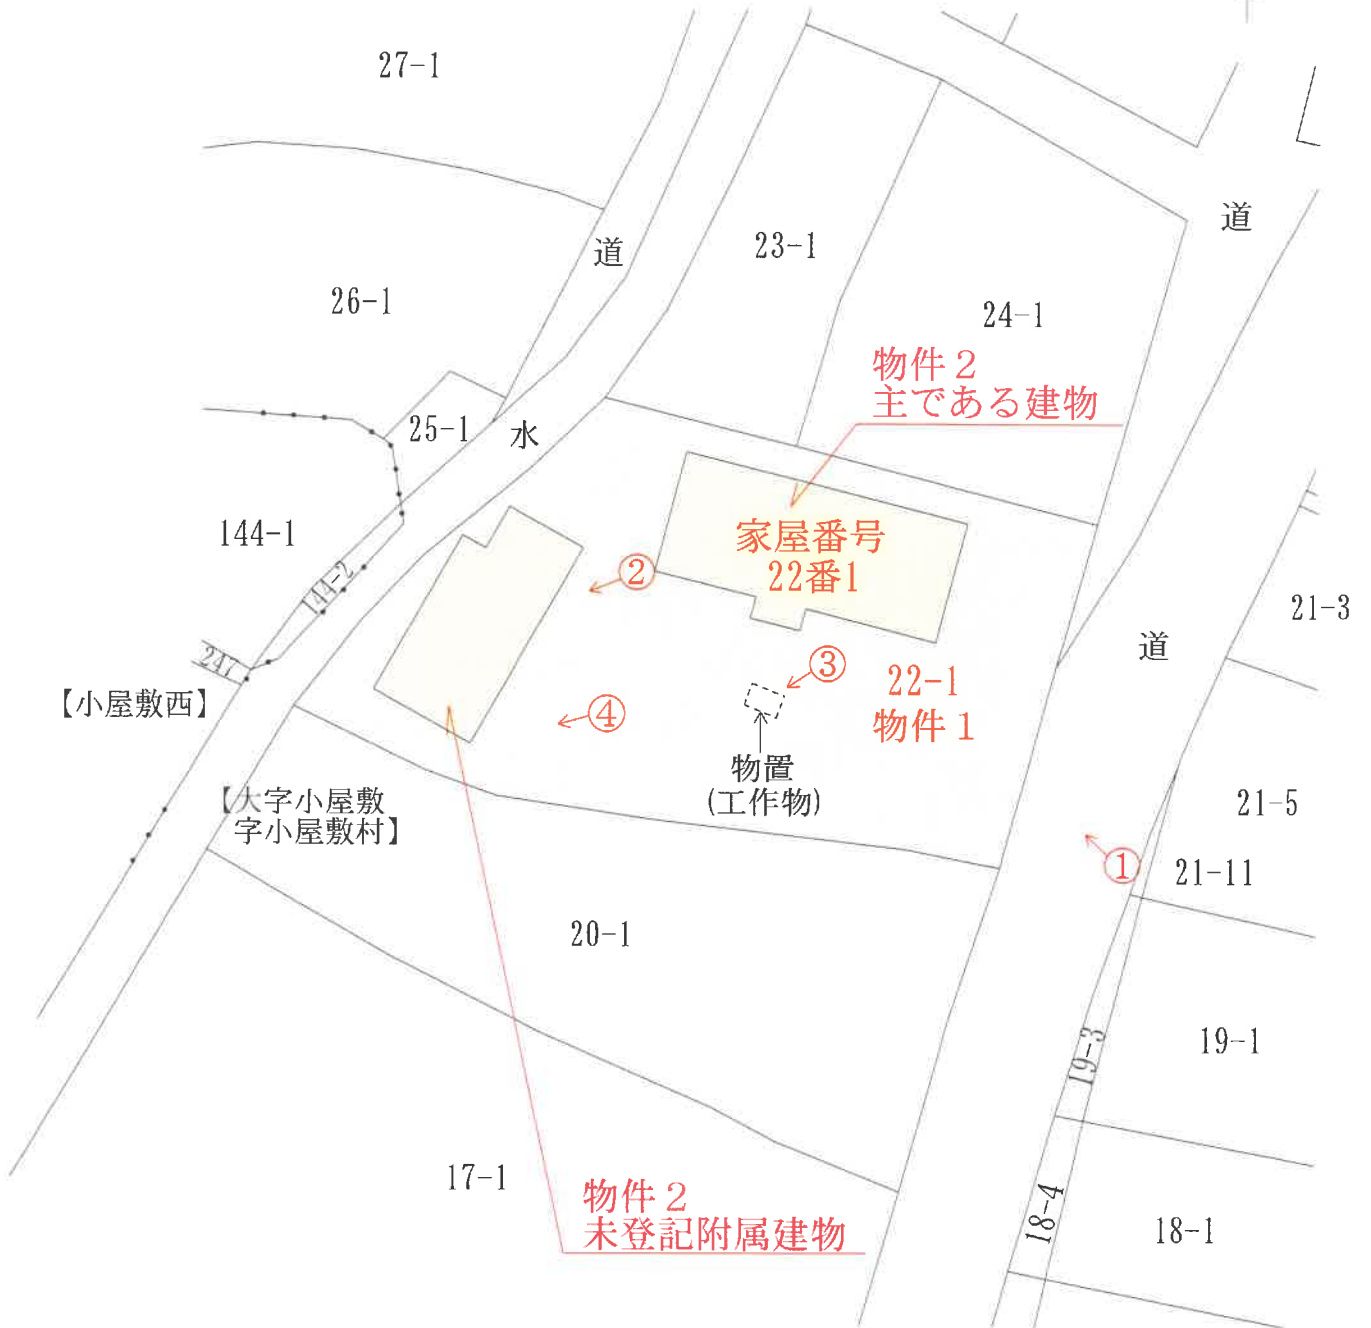 27-1
道
23-1
道
26-1
24-1
物件２
主である建物
25-1
水
144-1
家屋番号
22番1
②
144-2
21-3
道
③
247
22-1
物件１
【小屋敷西】
④
物置
(工作物)
【大字小屋敷
字小屋敷村】
21-5
①
21-11
20-1
19-3
19-1
17-1
物件２
未登記附属建物
18-4
18-1